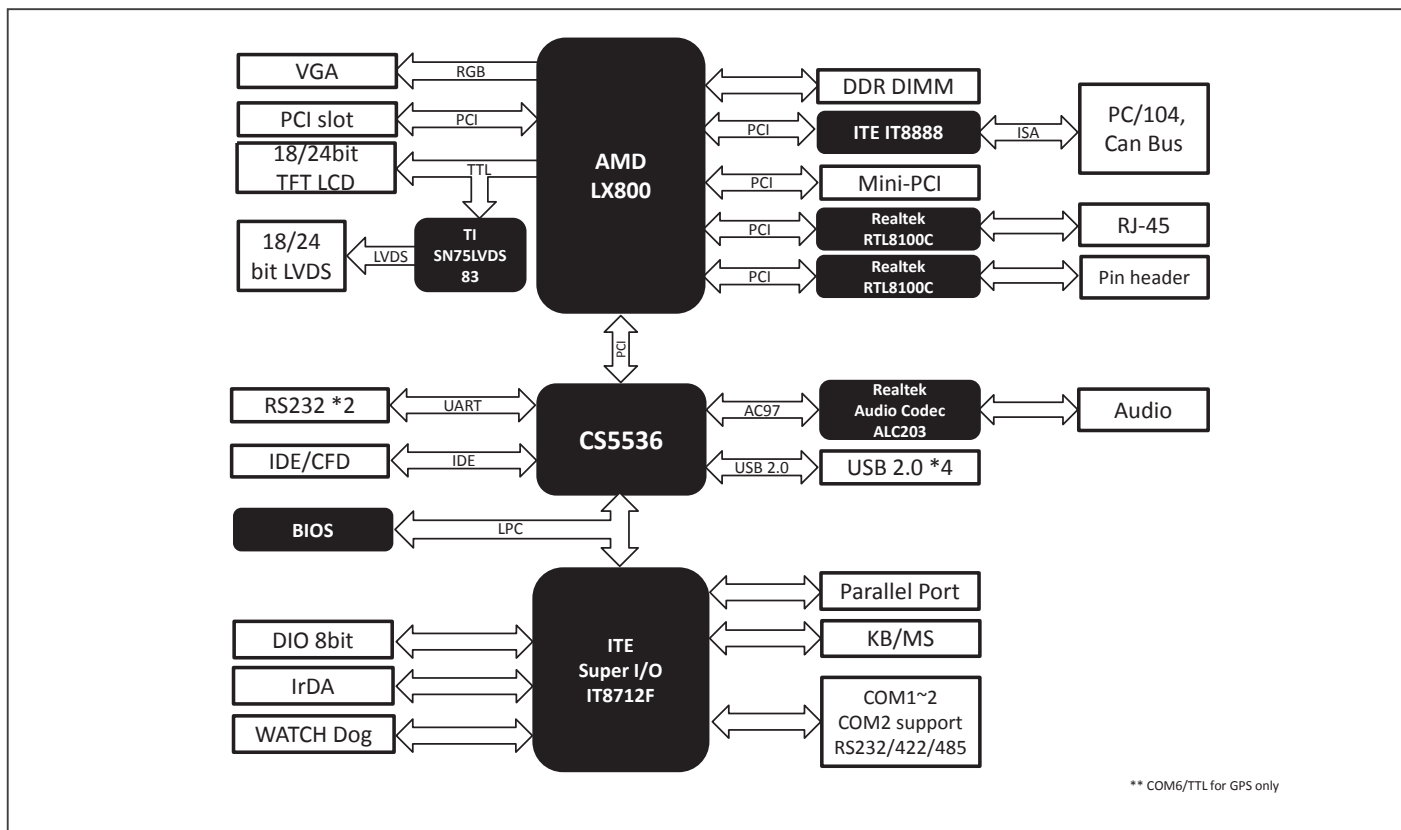 VGA
RGB
PCI slot
PCI
18/24bit
TFT LCD
TTL
18/24
bit LVDS
LVDS
TI
SN75LVDS
83
AMD
LX800
DDR DIMM
PCI
ITE IT8888
ISA
PC/104,
Can Bus
PCI
Mini-PCI
PCI
Realtek
RTL8100C
RJ-45
PCI
Realtek
RTL8100C
Pin header
PCI
RS232 *2
UART
IDE/CFD
IDE
BIOS
LPC
CS5536
AC97
Realtek
Audio Codec
ALC203
Audio
USB 2.0
USB 2.0 *4
DIO 8bit
IrDA
WATCH Dog
ITE
Super I/O
IT8712F
Parallel Port
KB/MS
COM1~2
COM2 support
RS232/422/485
** COM6/TTL for GPS only